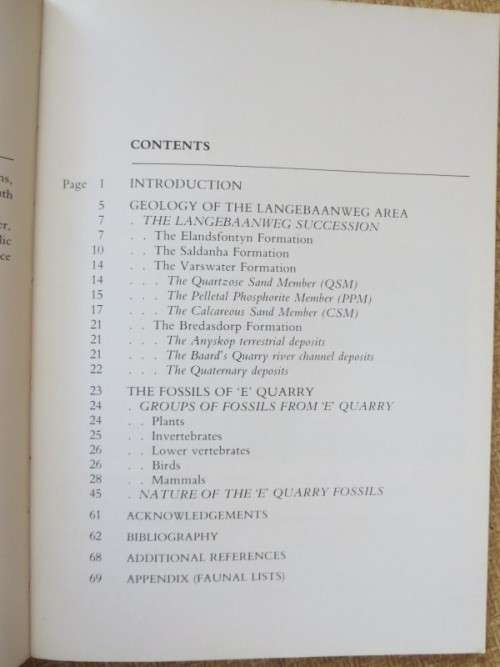 ns,
uth
er.
lic
ce
CONTENTS
Page 1 INTRODUCTION
5 GEOLOGY OF THE LANGEBAANWEG AREA
7 . THE LANGEBAANWEG SUCCESSION
7 . . The Elandsfontyn Formation
10 . . The Saldanha Formation
14 . . The Varswater Formation
14 . . . The Quartzose Sand Member (QSM)
15 . . . The Pelletal Phosphorite Member (PPM)
17 . . . The Calcareous Sand Member (CSM)
21 . . The Bredasdorp Formation
21 . . . The Anyskop terrestrial deposits
21 . . . The Baard's Quarry river channel deposits
22 . . . The Quaternary deposits
23 THE FOSSILS OF 'E' QUARRY
24 . GROUPS OF FOSSILS FROM 'E' QUARRY
24 . . Plants
25 . . Invertebrates
26 . . Lower vertebrates
26 . . Birds
28 . . Mammals
45 . NATURE OF THE 'E' QUARRY FOSSILS
61 ACKNOWLEDGEMENTS
62 BIBLIOGRAPHY
68 ADDITIONAL REFERENCES
69 APPENDIX (FAUNAL LISTS)